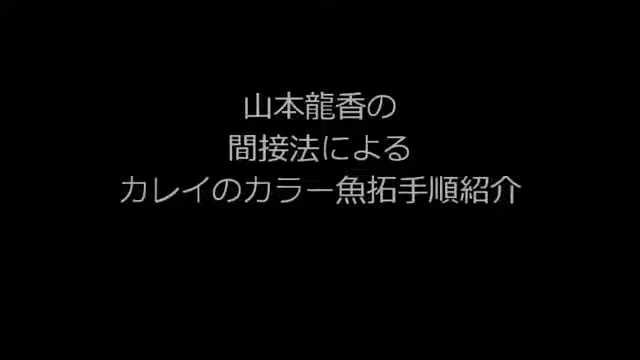 山本龍香の
間接法による
カレイのカラー魚拓手順紹介